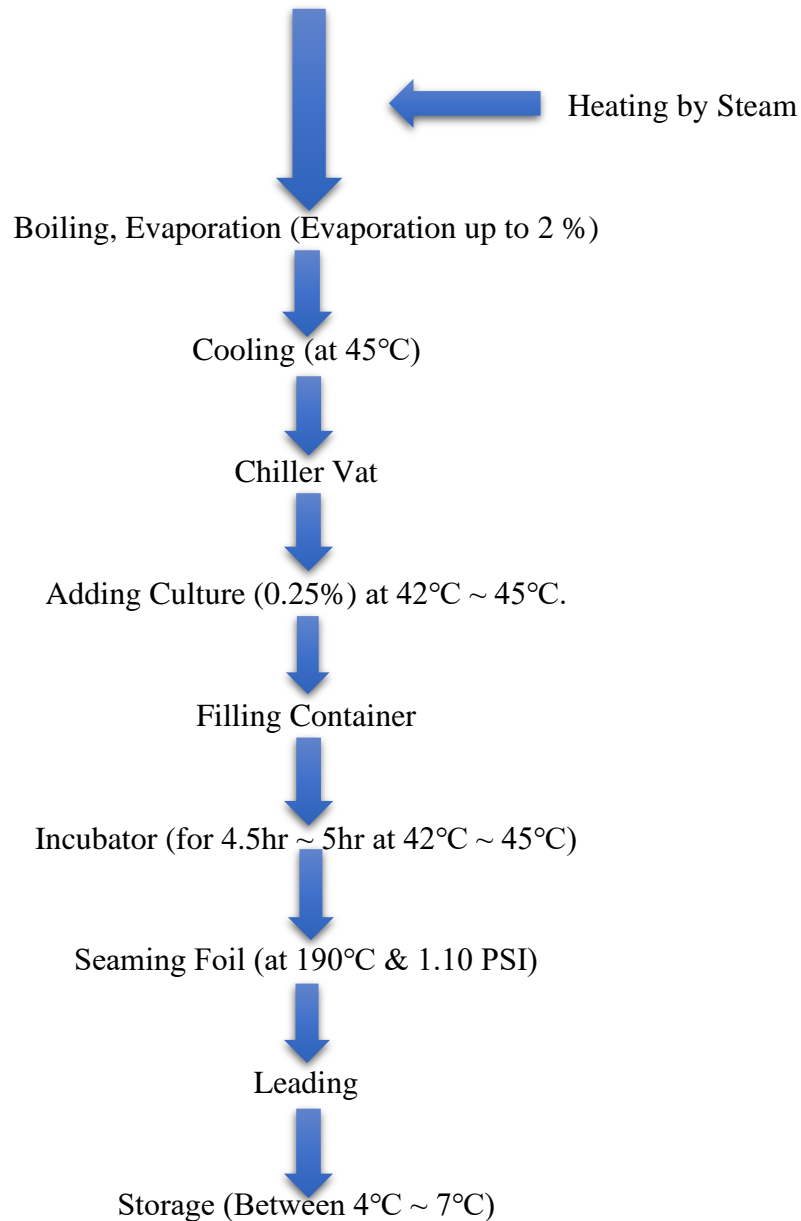 Heating by Steam
Boiling, Evaporation (Evaporation up to 2 %)
Cooling (at 45℃)
Chiller Vat
Adding Culture (0.25%) at 42℃ ~ 45℃.
Filling Container
Incubator (for 4.5hr ~ 5hr at 42℃ ~ 45℃)
Seaming Foil (at 190℃ & 1.10 PSI)
Leading
Storage (Between 4℃ ~ 7℃)